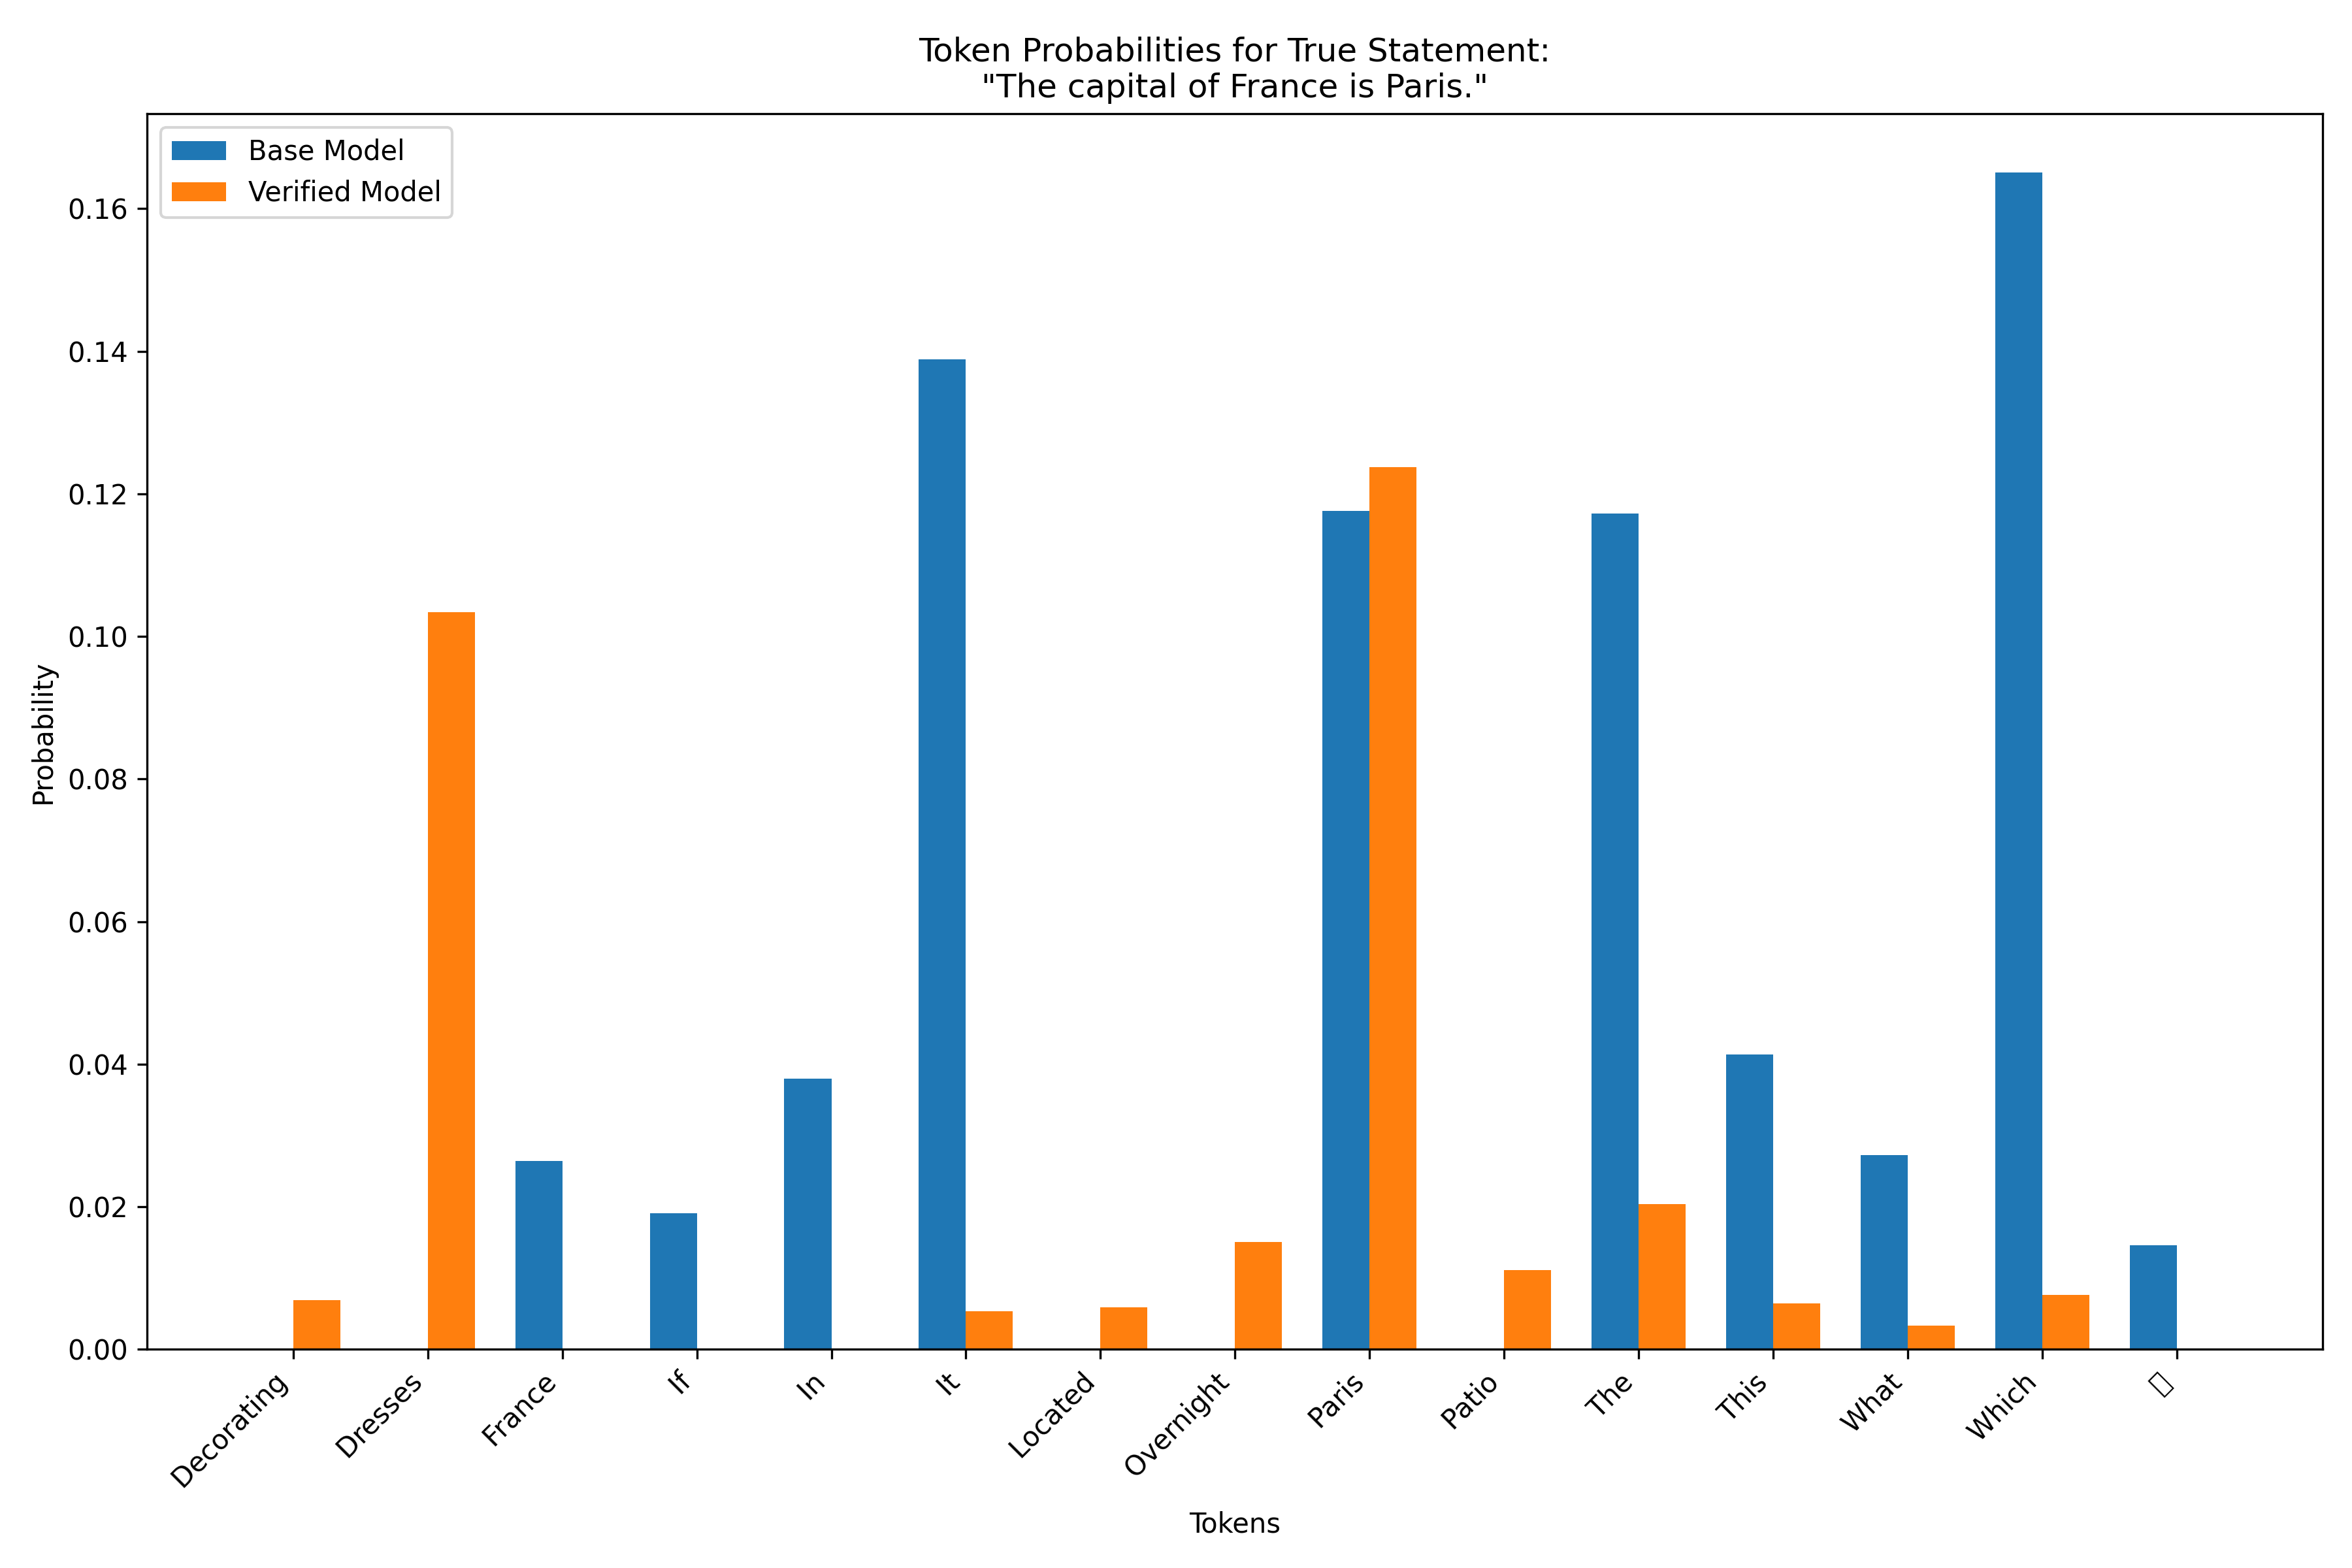 Token Probabilities for True Statement:
"The capital of France is Paris."
Base Model
Verified Model
Probability
0.16
0.14
0.12
0.10
0.08
0.06
0.04
0.02
0.00
Decorating
Dresses
France
If
In
It
Located
Overnight
Paris
Patio
The
This
What
Which
Tokens